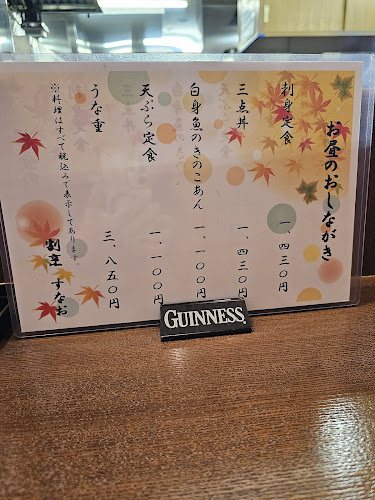 お昼のおしながき
刺身定食 一、四三〇円
三点丼 一、四三〇円
白身魚のきのこあん 一、一〇〇円
天ぷら定食 一、一〇〇円
うな重 三、八五〇円
※料理はすべて税込みで表示してあります。
割烹 すなお
GUINNESS